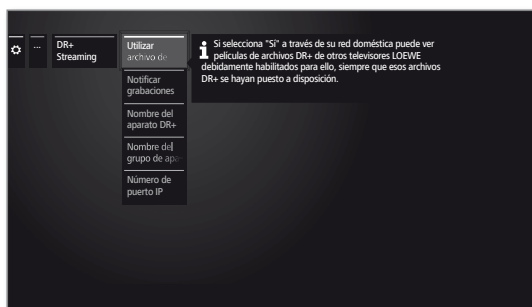 ...
DR+
Streaming
Utilizar
archivo de
Notificar
grabaciones
Nombre del
aparato DR+
Nombre del
grupo de apa
Número de
puerto IP
Si selecciona "Sí" a través de su red doméstica puede ver
películas de archivos DR+ de otros televisores LOEWE
debidamente habilitados para ello, siempre que esos archivos
DR+ se hayan puesto a disposición.